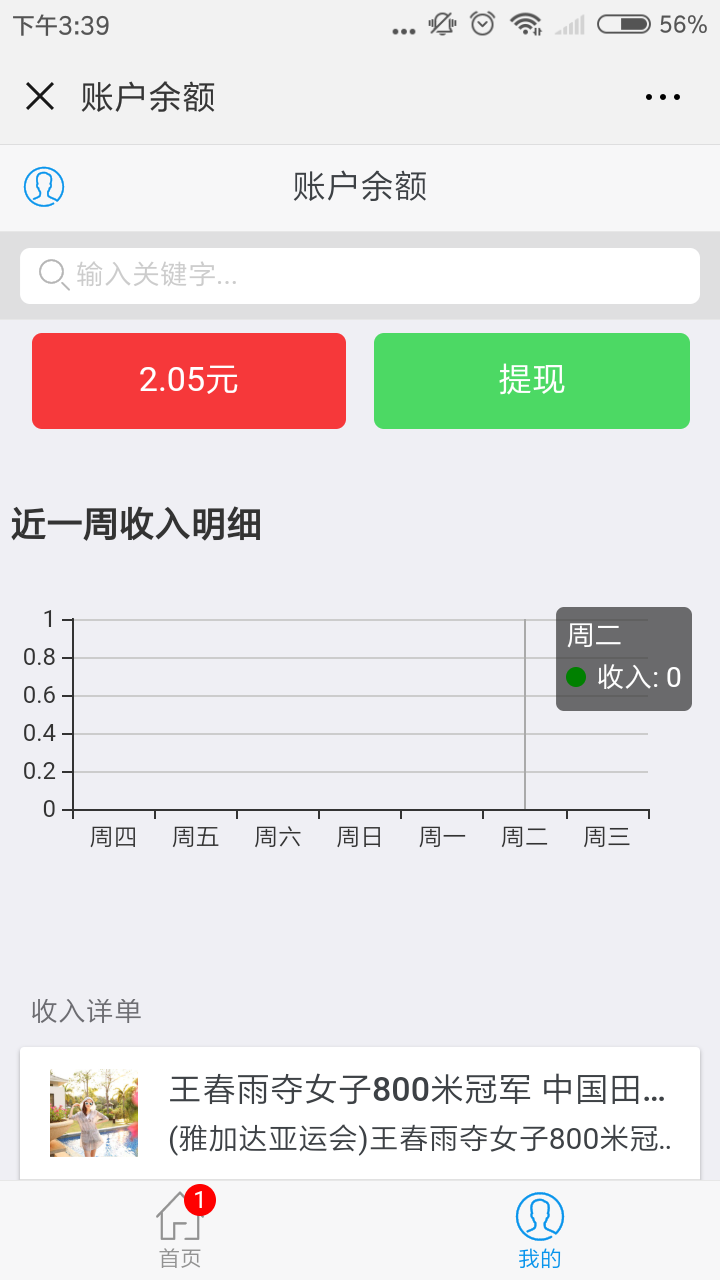 下午3:39
56%
账户余额
账户余额
输入关键字...
2.05元
提现
近一周收入明细
1
0.8
0.6
0.4
0.2
0
周二
收入: 0
周四 周五 周六 周日 周一 周二 周三
收入详单
王春雨夺女子800米冠军 中国田...
(雅加达亚运会)王春雨夺女子800米冠..
1
首页
我的